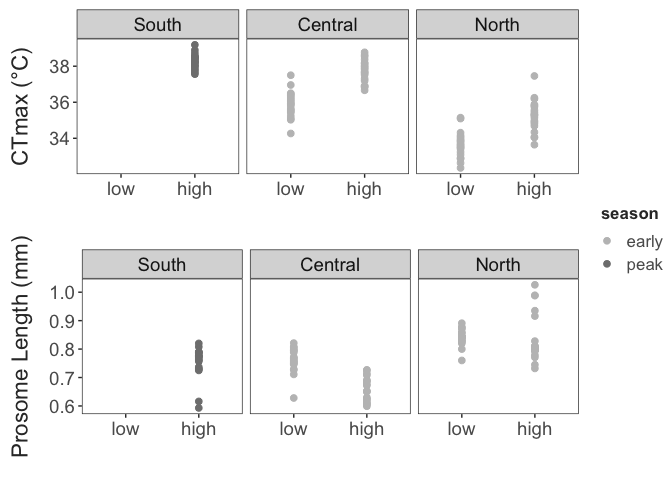 South Central North
CTmax (°C)
38
36
34
low high low high low high
season
early
peak
South Central North
Prosome Length (mm)
1.0
0.9
0.8
0.7
0.6
low high low high low high